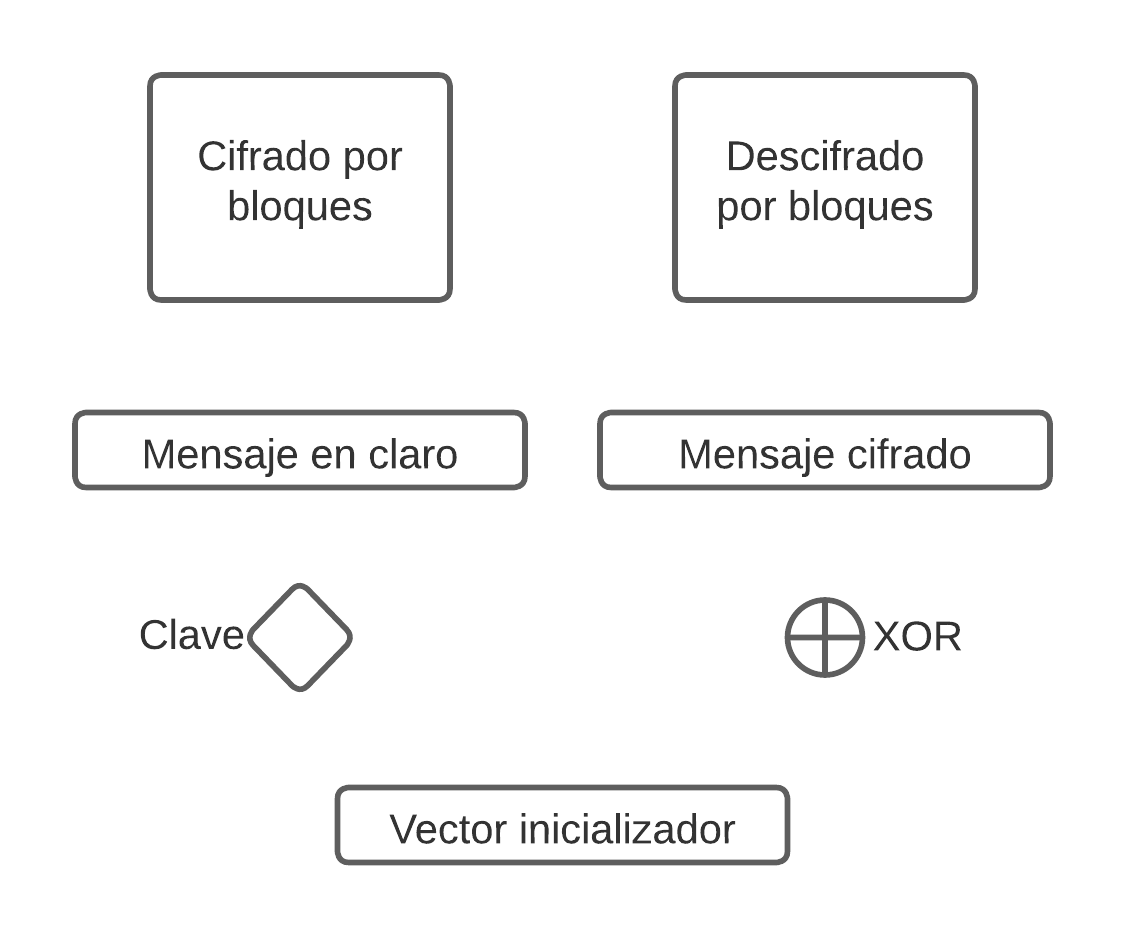 Cifrado por
bloques
Descifrado
por bloques
Mensaje en claro
Mensaje cifrado
Clave
XOR
Vector inicializador